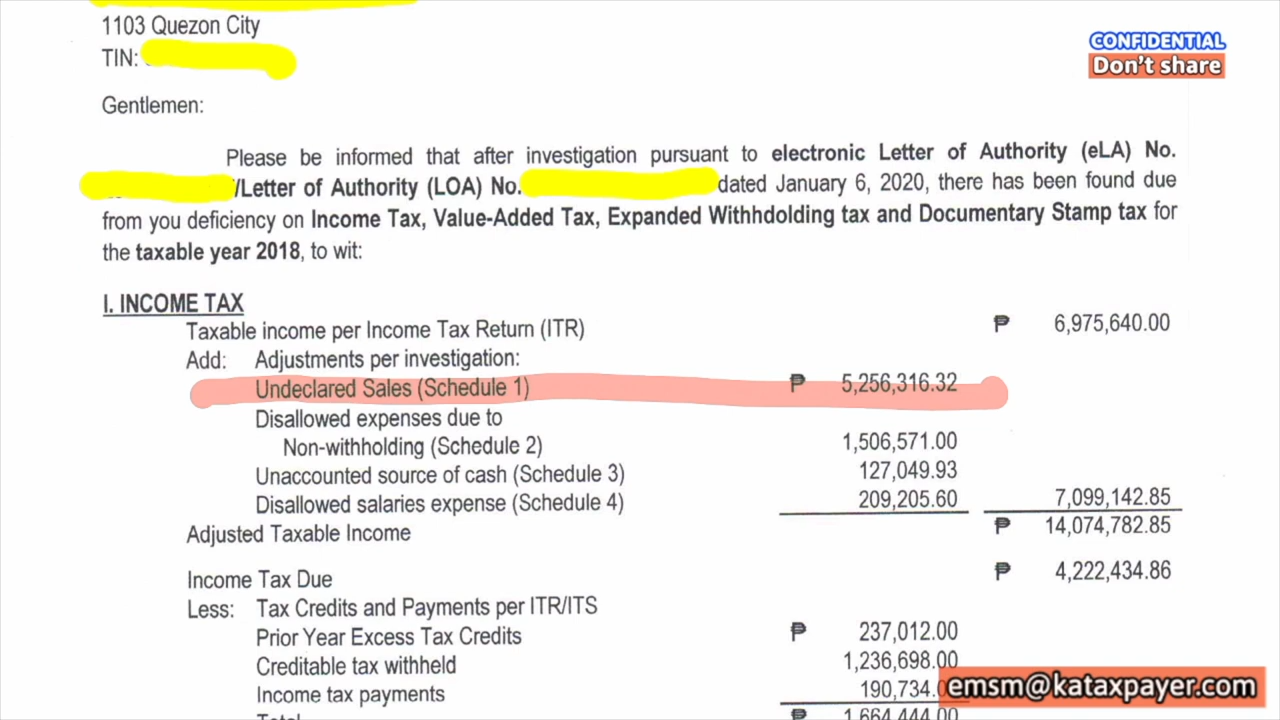 1103 Quezon City
CONFIDENTIAL
Don't share
TIN:
Gentlemen:
Please be informed that after investigation pursuant to electronic Letter of Authority (eLA) No.
/Letter of Authority (LOA) No. dated January 6, 2020, there has been found due
from you deficiency on Income Tax, Value-Added Tax, Expanded Withhdolding tax and Documentary Stamp tax for
the taxable year 2018, to wit:
I. INCOME TAX
Taxable income per Income Tax Return (ITR) ₱ 6,975,640.00
Add: Adjustments per investigation:
Undeclared Sales (Schedule 1) ₱ 5,256,316.32
Disallowed expenses due to
Non-withholding (Schedule 2) 1,506,571.00
Unaccounted source of cash (Schedule 3) 127,049.93
Disallowed salaries expense (Schedule 4) 209,205.60 7,099,142.85
Adjusted Taxable Income ₱ 14,074,782.85
Income Tax Due ₱ 4,222,434.86
Less: Tax Credits and Payments per ITR/ITS
Prior Year Excess Tax Credits ₱ 237,012.00
Creditable tax withheld 1,236,698.00
Income tax payments 190,734.0
emsm@kataxpayer.com
Total ₱ 1,664,444.00